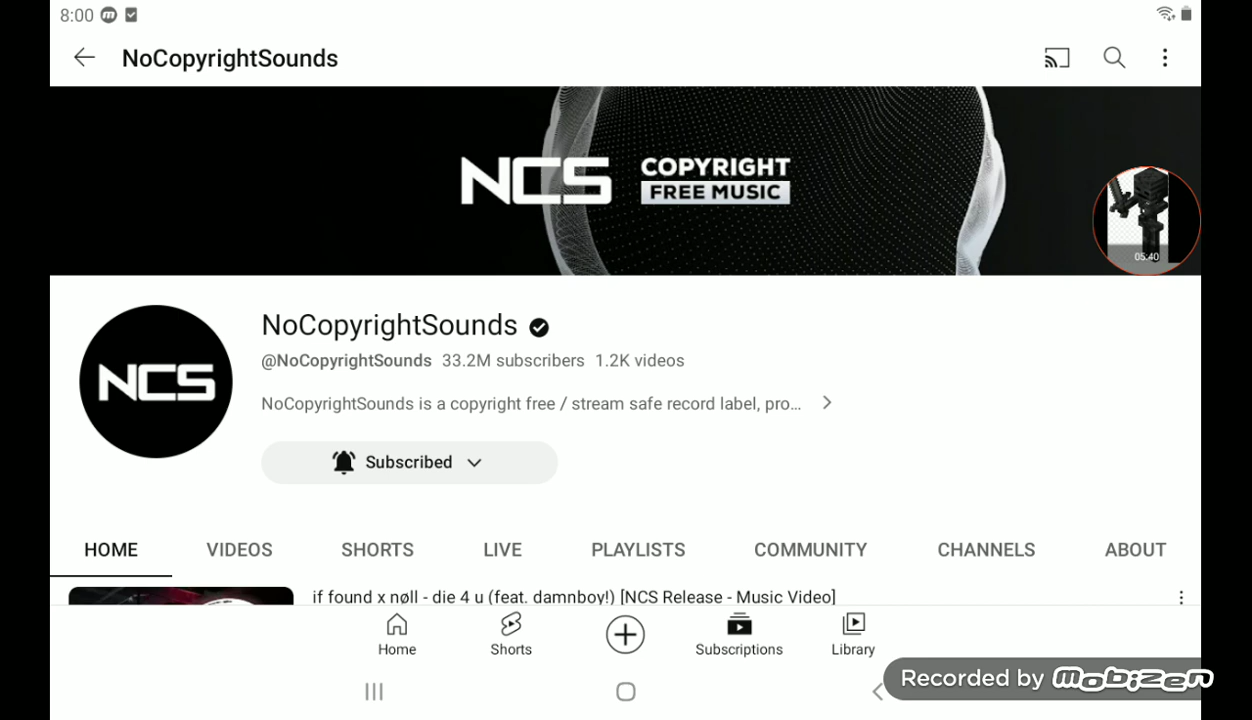 8:00
NoCopyrightSounds
NCS COPYRIGHT
FREE MUSIC
05:40
NCS
NoCopyrightSounds
@NoCopyrightSounds 33.2M subscribers 1.2K videos
NoCopyrightSounds is a copyright free / stream safe record label, pro...
Subscribed
HOME VIDEOS SHORTS LIVE PLAYLISTS COMMUNITY CHANNELS ABOUT
if found x nøll - die 4 u (feat. damnboy!) [NCS Release - Music Video]
Home Shorts Subscriptions Library
Recorded by mobizen